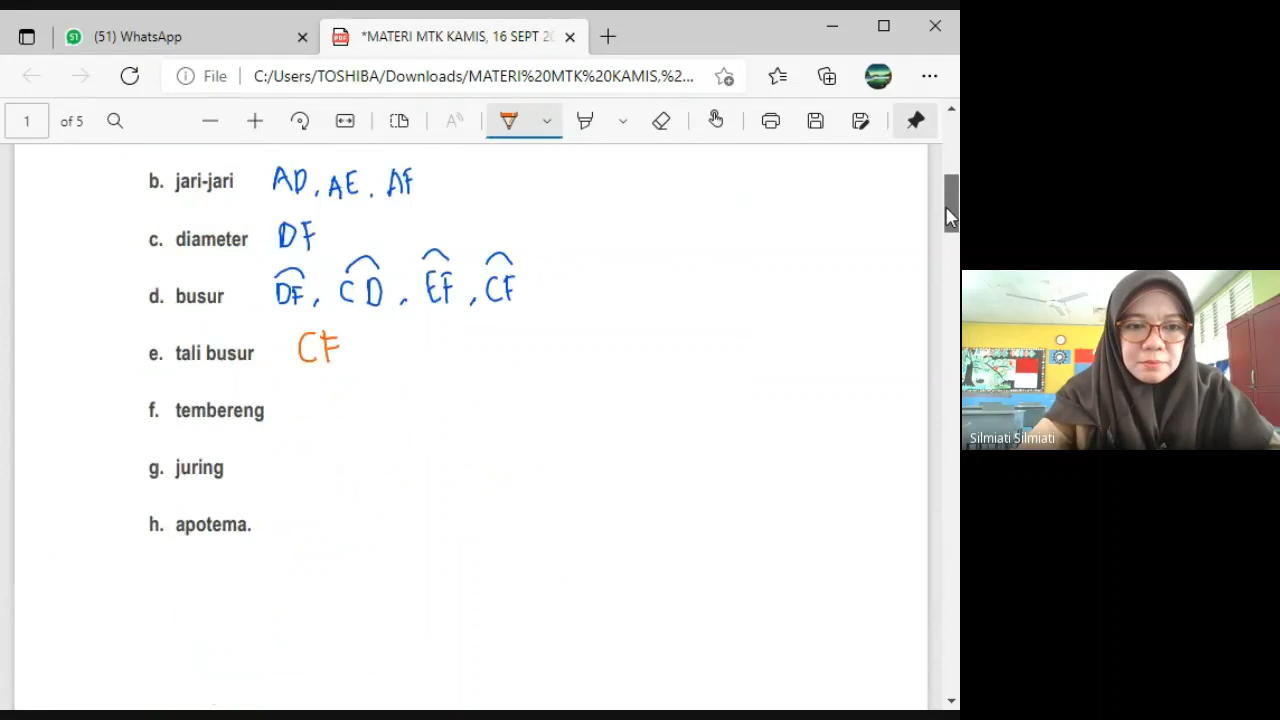 (51) WhatsApp
*MATERI MTK KAMIS, 16 SEPT 20
File
C:/Users/TOSHIBA/Downloads/MATERI%20MTK%20KAMIS,%2...
1 of 5
b. jari-jari AD, AE. AF
c. diameter DF
d. busur DF, CD, EF, CF
e. tali busur CF
f. tembereng
g. juring
h. apotema.
Silmiati Silmiati